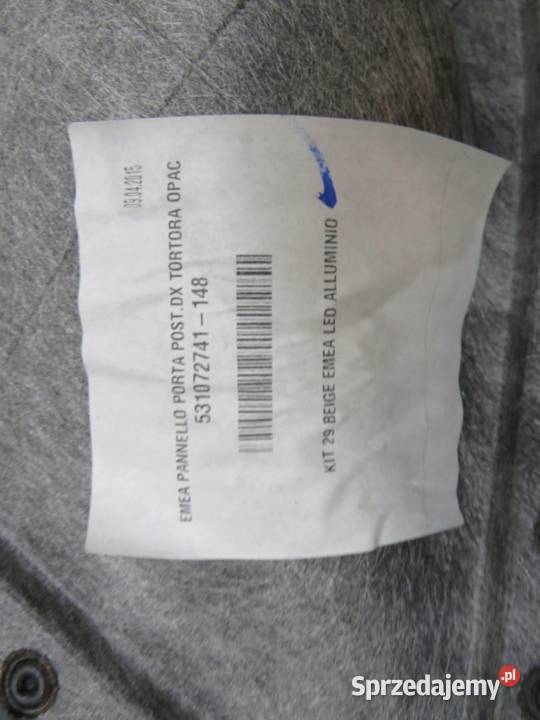 09.04.2015
EMEA PANNELLO PORTA POST.DX TORTORA OPAC
531072741-148
KIT 29 BEIGE EMEA LED ALLUMINIO
Sprzedajemy.pl